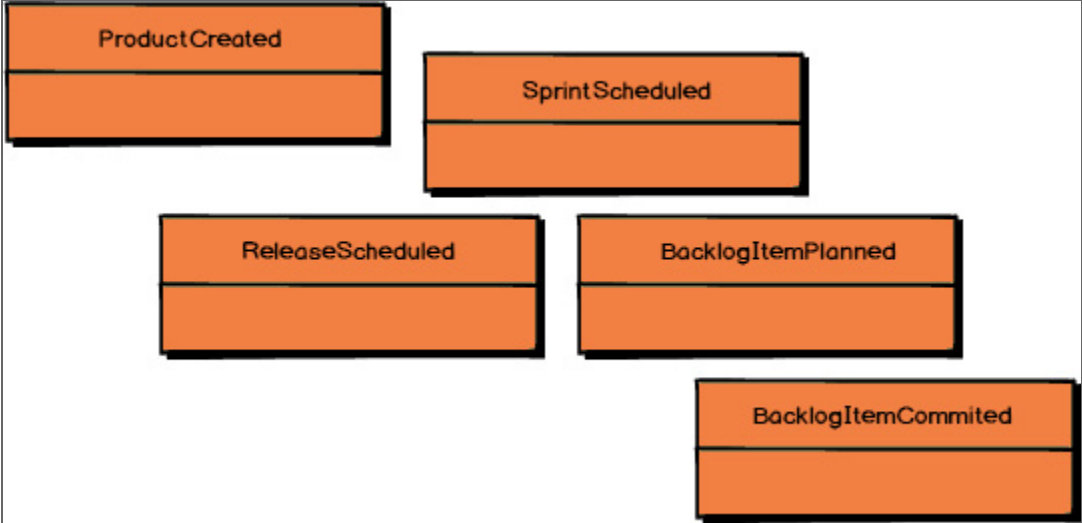 ProductCreated
SprintScheduled
ReleaseScheduled
BacklogItemPlanned
BacklogItemCommited